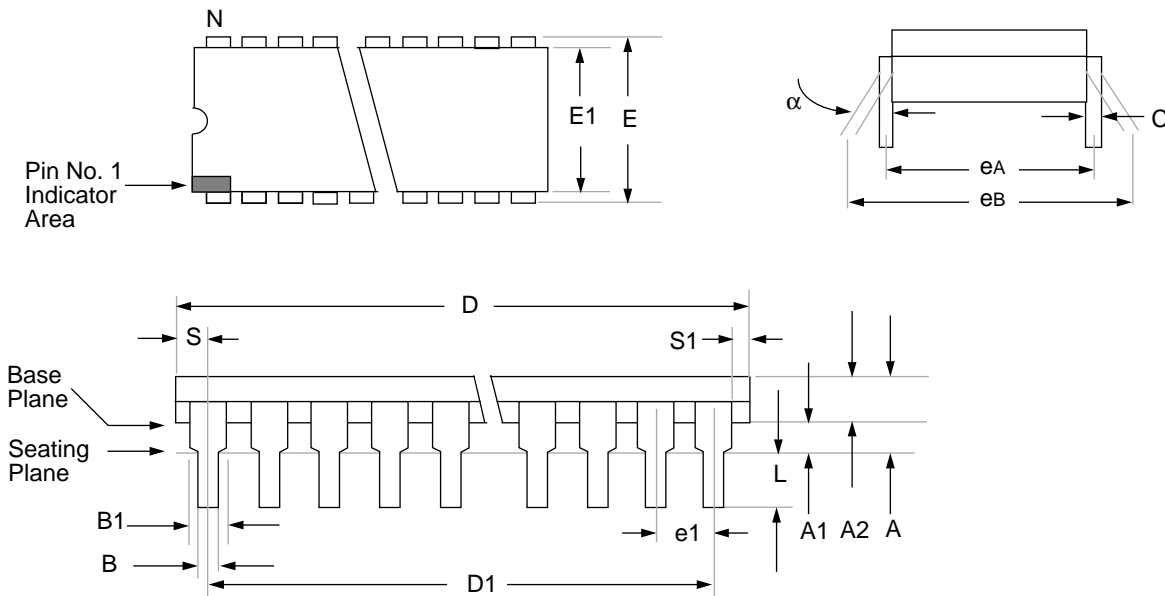 N
E1
E
α
C
eA
eB
Pin No. 1
Indicator
Area
D
S
S1
Base
Plane
Seating
Plane
L
B1
e1
A1
A2
A
B
D1